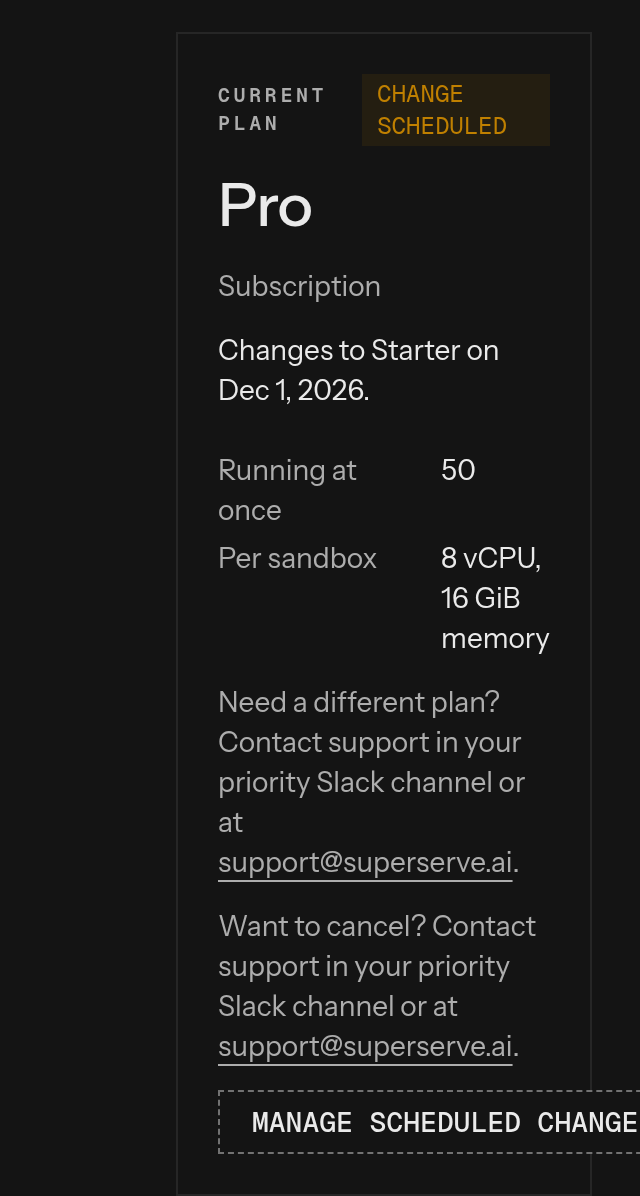 CURRENT
PLAN
CHANGE
SCHEDULED
Pro
Subscription
Changes to Starter on
Dec 1, 2026.
Running at
once
50
Per sandbox
8 vCPU,
16 GiB
memory
Need a different plan?
Contact support in your
priority Slack channel or
at
support@superserve.ai.
Want to cancel? Contact
support in your priority
Slack channel or at
support@superserve.ai.
MANAGE SCHEDULED CHANGE